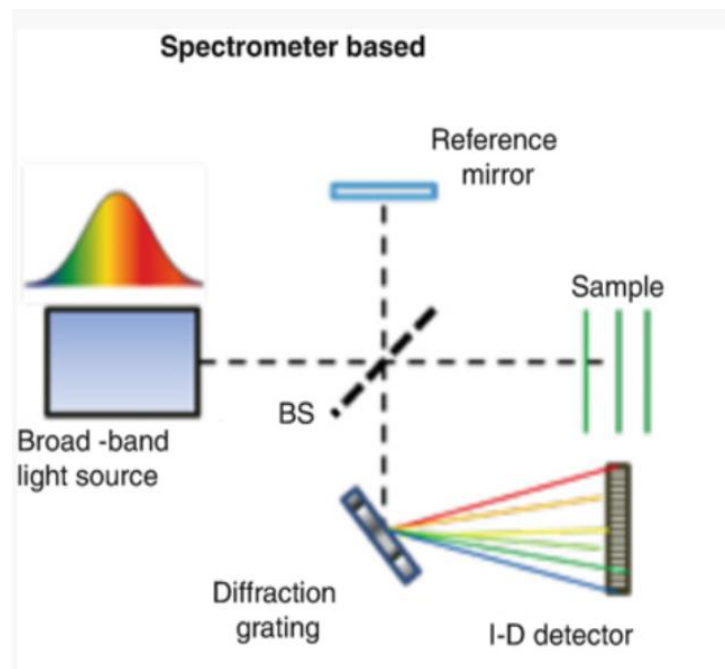 Spectrometer based
Reference
mirror
Sample
BS
Broad -band
light source
Diffraction
grating
I-D detector